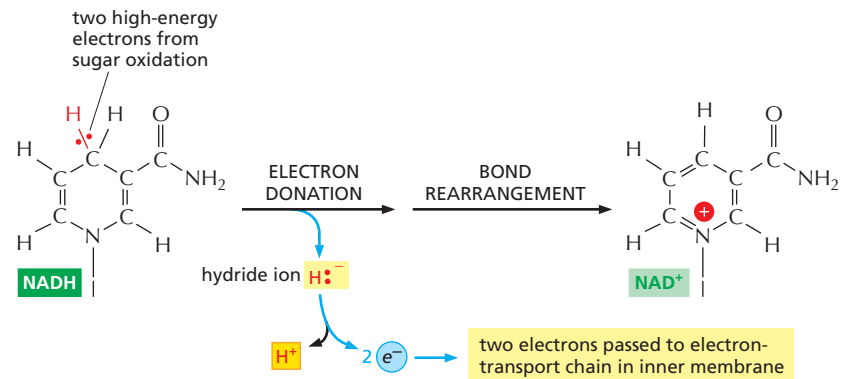 two high-energy
electrons from
sugar oxidation
H H O
H C C
C C NH₂
C C
H N H
NADH
ELECTRON
DONATION
BOND
REARRANGEMENT
hydride ion H:⁻
H⁺
2 e⁻
two electrons passed to electron-
transport chain in inner membrane
H O
H C C
C C NH₂
C + C
H N H
NAD⁺